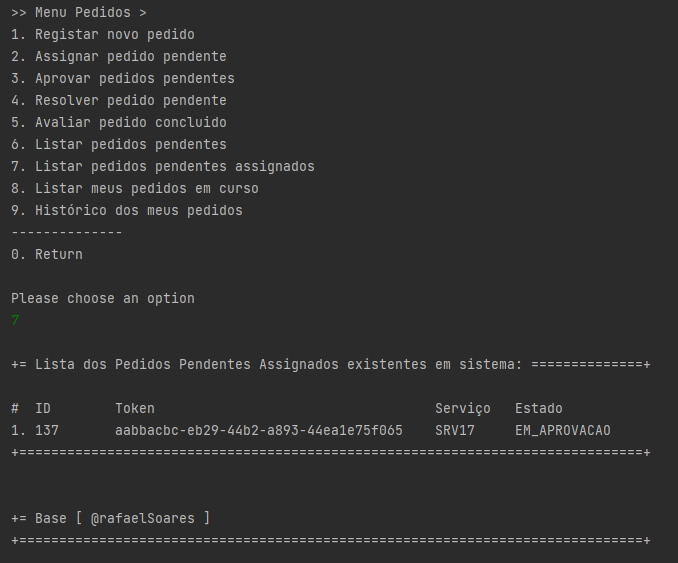 >> Menu Pedidos >
1. Registar novo pedido
2. Assignar pedido pendente
3. Aprovar pedidos pendentes
4. Resolver pedido pendente
5. Avaliar pedido concluido
6. Listar pedidos pendentes
7. Listar pedidos pendentes assignados
8. Listar meus pedidos em curso
9. Histórico dos meus pedidos
--------------
0. Return
Please choose an option
7
+= Lista dos Pedidos Pendentes Assignados existentes em sistema: ==============+
#  ID        Token                                   Serviço   Estado
1. 137       aabbacbc-eb29-44b2-a893-44ea1e75f065    SRV17     EM_APROVACAO
+==============================================================================+
+= Base [ @rafaelSoares ]
+==============================================================================+